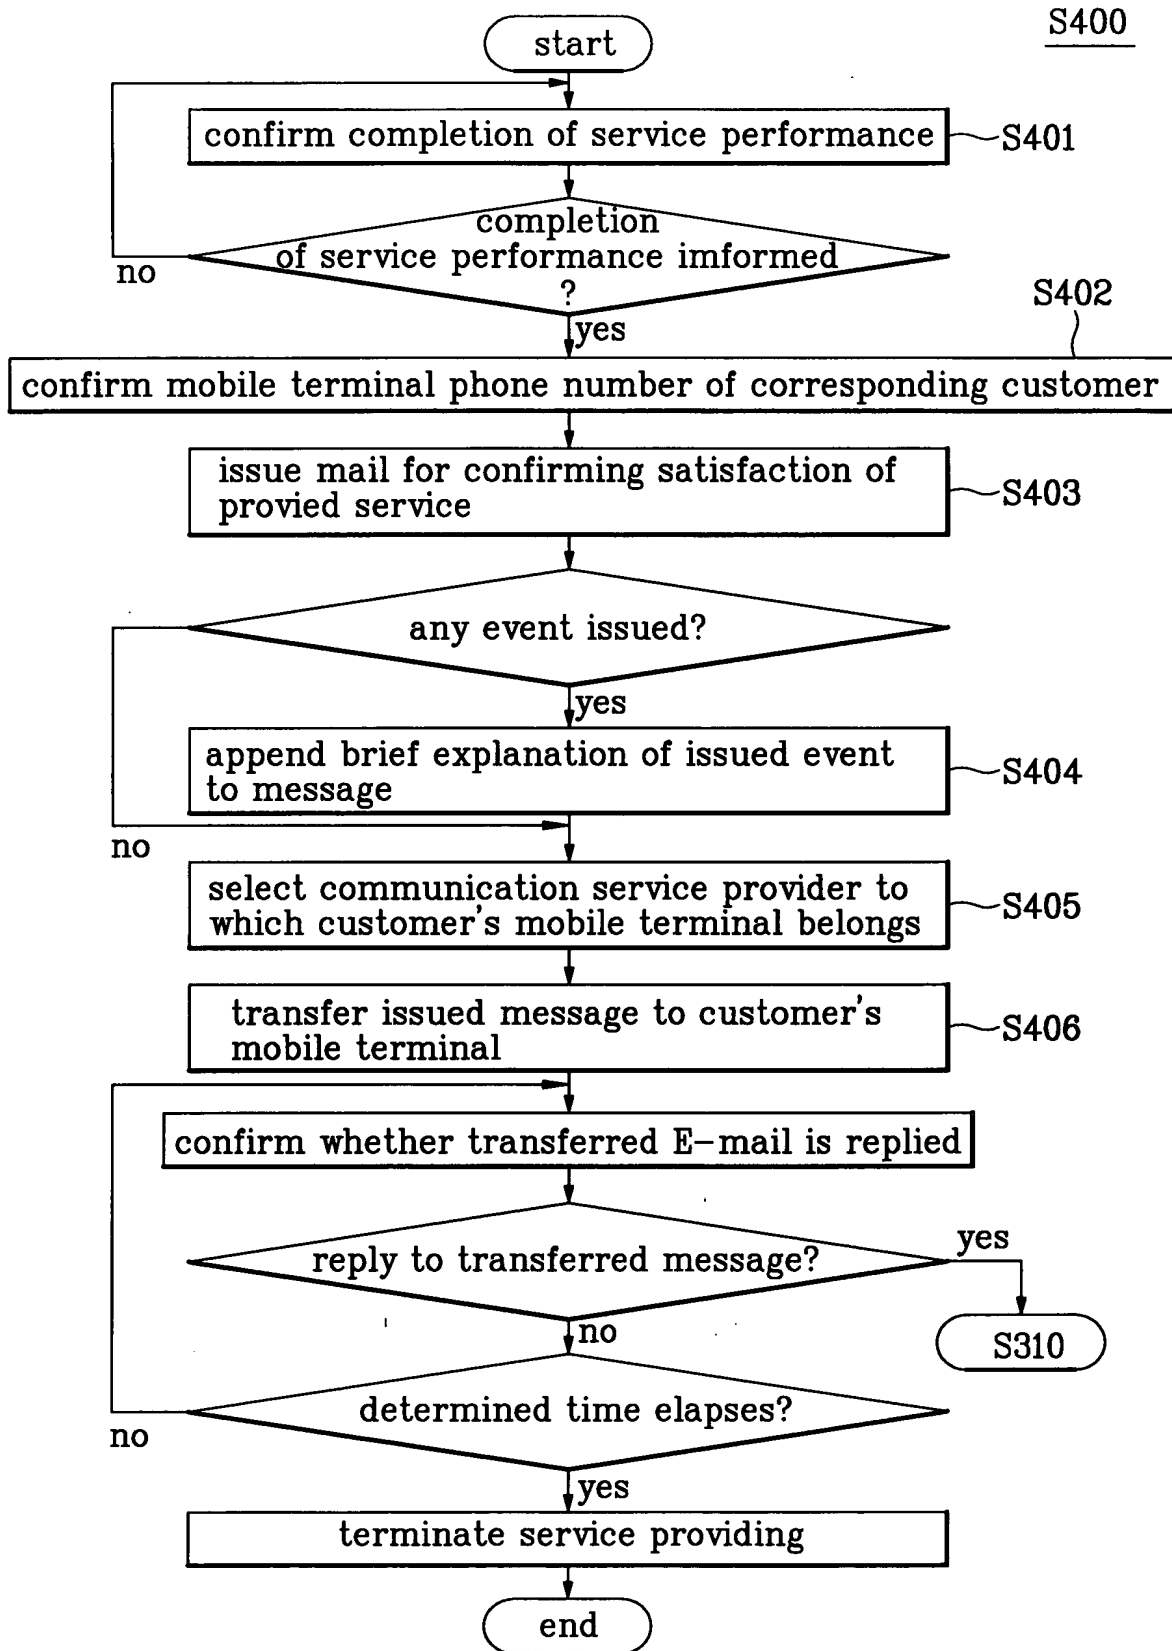 S400
start
confirm completion of service performance
S401
completion
of service performance imformed
?
no
yes
S402
confirm mobile terminal phone number of corresponding customer
issue mail for confirming satisfaction of
provied service
S403
any event issued?
yes
append brief explanation of issued event
to message
S404
no
select communication service provider to
which customer's mobile terminal belongs
S405
transfer issued message to customer's
mobile terminal
S406
confirm whether transferred E-mail is replied
reply to transferred message?
yes
no
S310
determined time elapses?
no
yes
terminate service providing
end